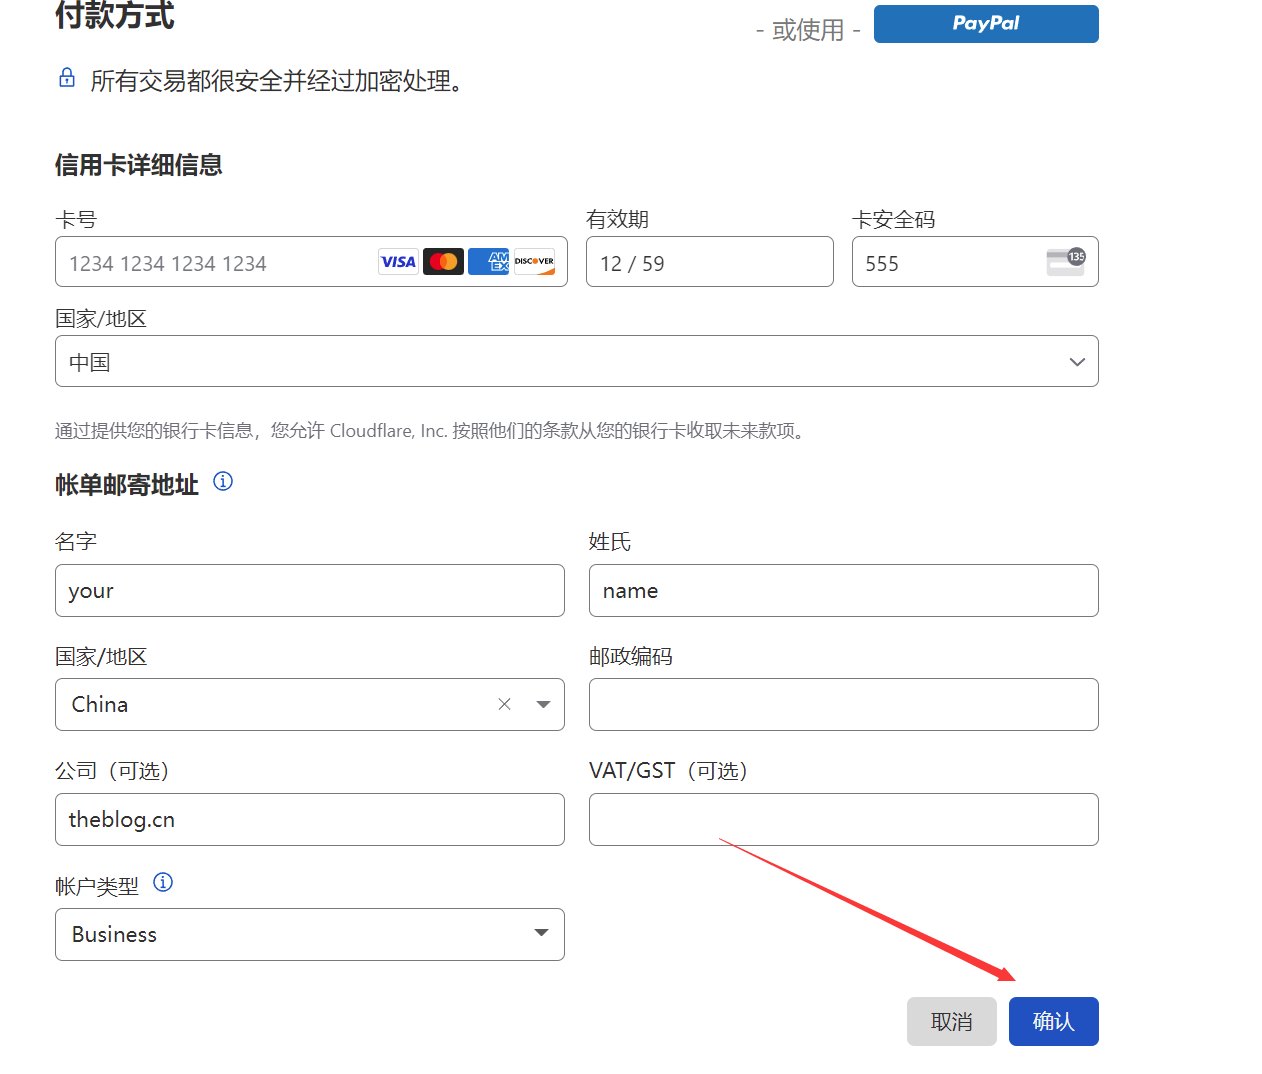 付款方式
- 或使用 -
PayPal
所有交易都很安全并经过加密处理。
信用卡详细信息
卡号
有效期
卡安全码
1234 1234 1234 1234
VISA
AM EX
DISCOVER
12 / 59
555
135
国家/地区
中国
通过提供您的银行卡信息，您允许 Cloudflare, Inc. 按照他们的条款从您的银行卡收取未来款项。
帐单邮寄地址
名字
姓氏
your
name
国家/地区
邮政编码
China
公司（可选）
VAT/GST（可选）
theblog.cn
帐户类型
Business
取消
确认